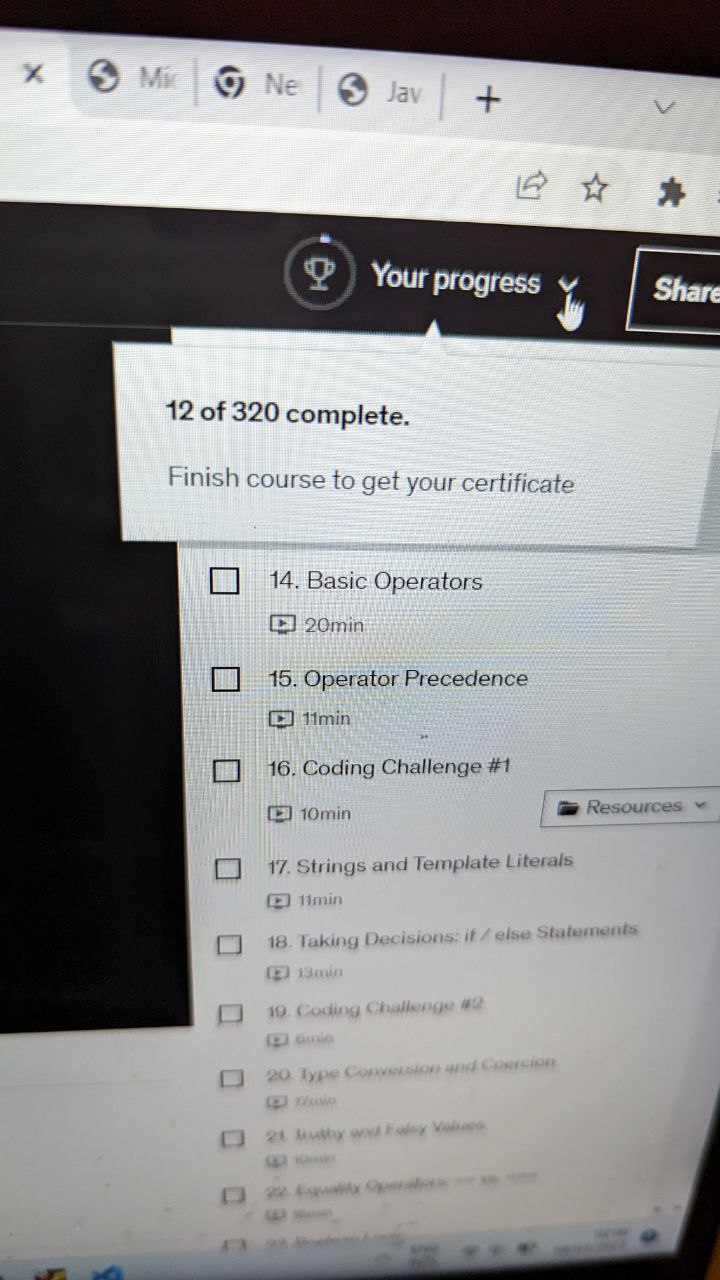 Mic
Ne
Jav
Your progress
Share
12 of 320 complete.
Finish course to get your certificate
14. Basic Operators
20min
15. Operator Precedence
11min
16. Coding Challenge #1
10min
Resources
17. Strings and Template Literals
11min
18. Taking Decisions: if / else Statements
13min
19. Coding Challenge #2
6min
20. Type Conversion and Coercion
17min
21. Truthy and Falsy Values
10min
22. Equality Operators: == vs. ===